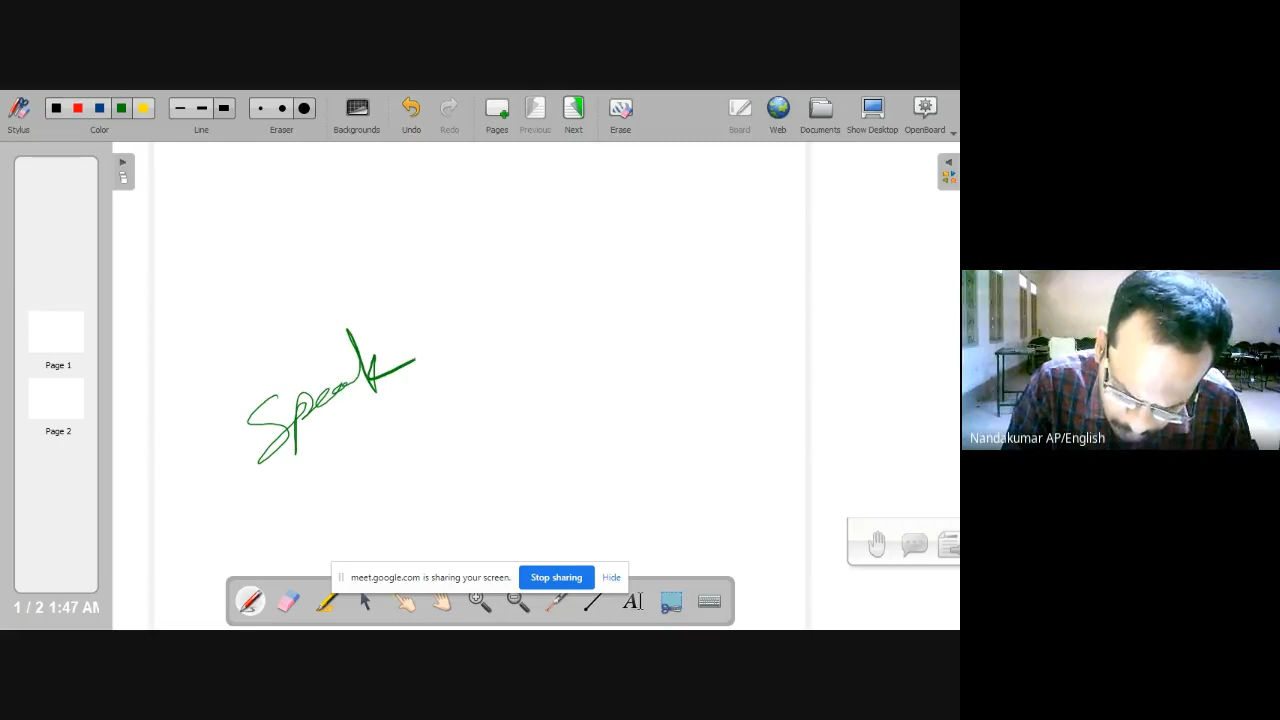 Stylus
Color
Line
Eraser
Backgrounds
Undo
Redo
Pages
Previous
Next
Erase
Board
Web
Documents
Show Desktop
OpenBoard
Page 1
Page 2
Speak
Nandakumar AP/English
meet.google.com is sharing your screen. Stop sharing Hide
1 / 2 1:47 AM
AI